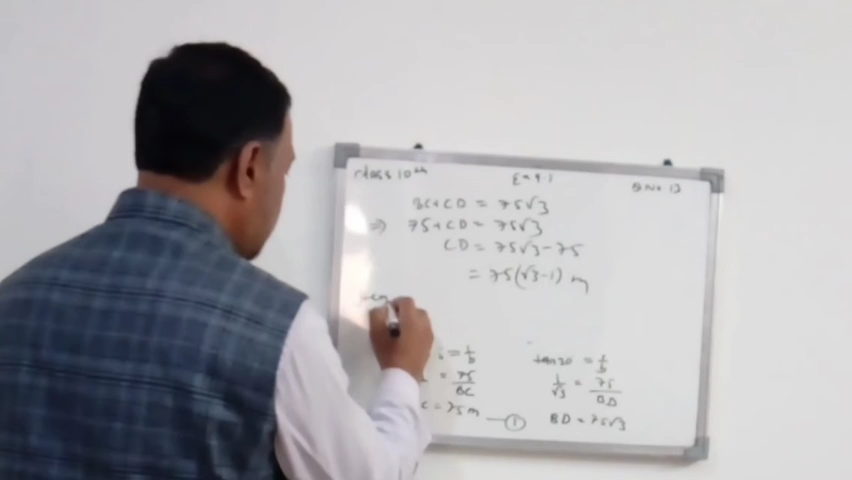 class 10th Ex 9.1 Q.No 13
BC+CD = 75√3
⇒ 75+CD = 75√3
CD = 75√3-75
= 75(√3-1) m
= P/b
= 75/BC
C = 75m —①
tan30 = P/b
1/√3 = 75/BD
BD = 75√3